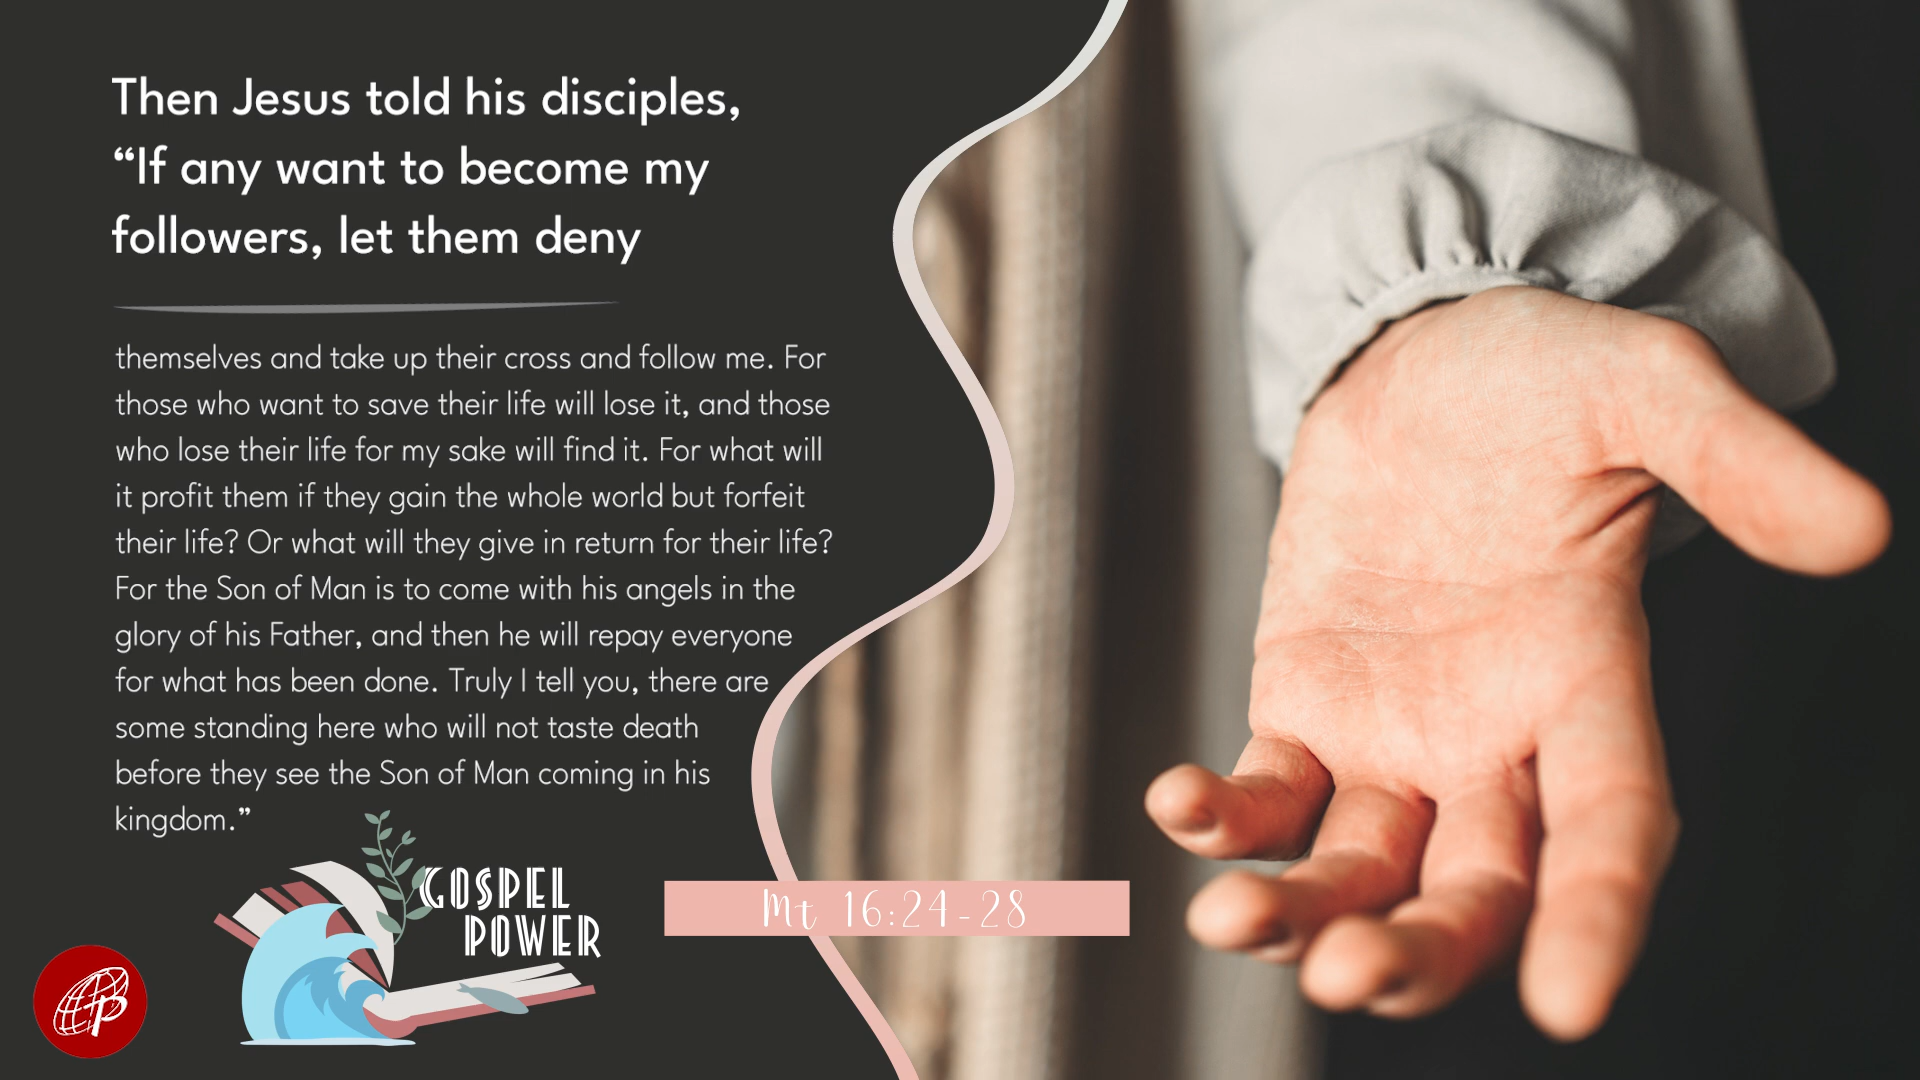 Then Jesus told his disciples,
“If any want to become my
followers, let them deny
themselves and take up their cross and follow me. For
those who want to save their life will lose it, and those
who lose their life for my sake will find it. For what will
it profit them if they gain the whole world but forfeit
their life? Or what will they give in return for their life?
For the Son of Man is to come with his angels in the
glory of his Father, and then he will repay everyone
for what has been done. Truly I tell you, there are
some standing here who will not taste death
before they see the Son of Man coming in his
kingdom.”
GOSPEL
POWER
Mt 16:24-28